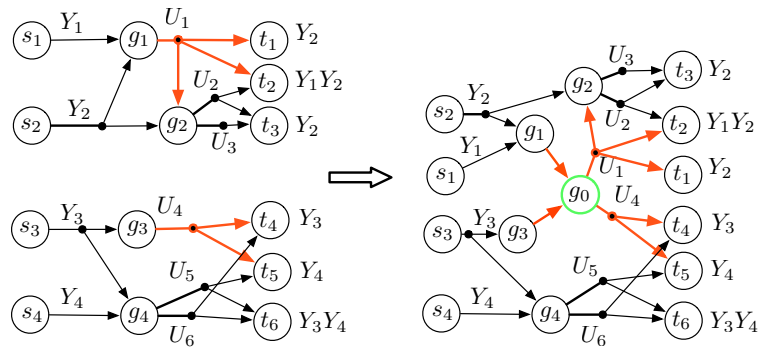 s₁ Y₁ g₁ U₁ t₁ Y₂
s₂ Y₂ g₂ U₂ t₂ Y₁Y₂
U₃ t₃ Y₂
s₃ Y₃ g₃ U₄ t₄ Y₃
U₅ t₅ Y₄
s₄ Y₄ g₄ U₆ t₆ Y₃Y₄
g₂ U₃ t₃ Y₂
s₂ Y₂ g₁ U₂ t₂ Y₁Y₂
s₁ Y₁ U₁ t₁ Y₂
g₀ U₄
s₃ Y₃ g₃ t₄ Y₃
U₅ t₅ Y₄
s₄ Y₄ g₄ U₆ t₆ Y₃Y₄